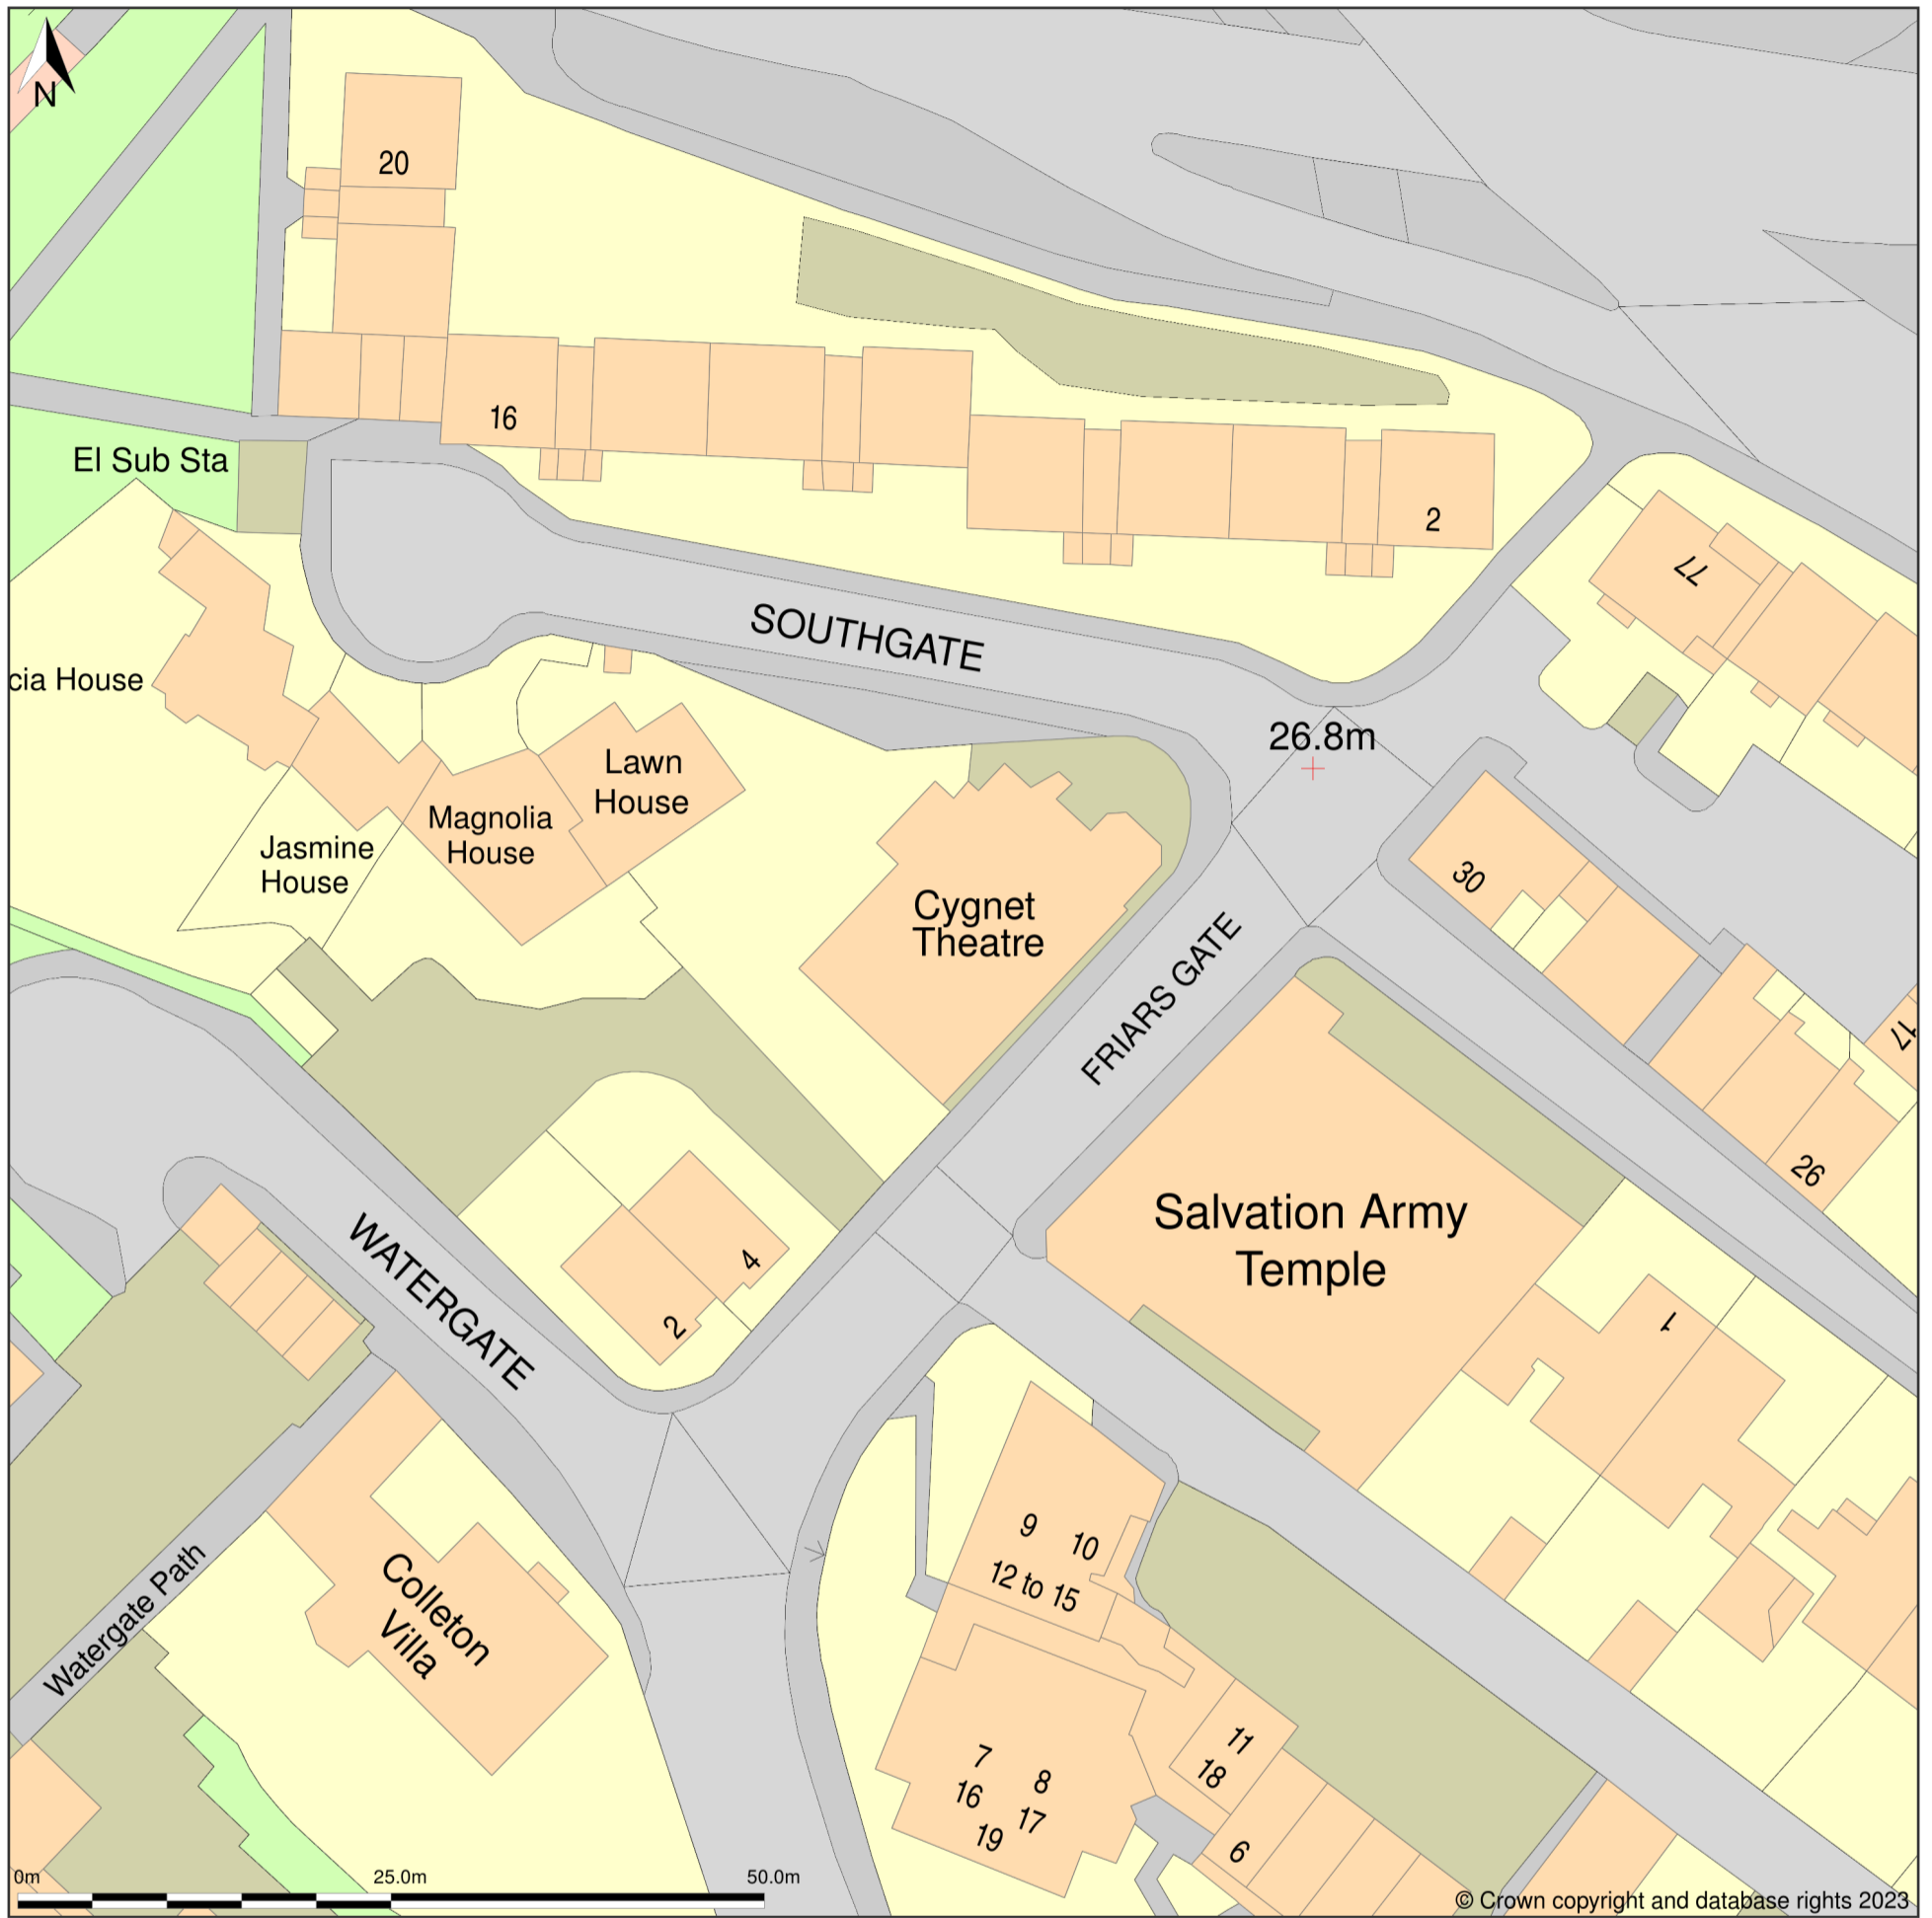 N
20
16
El Sub Sta
2
77
SOUTHGATE
cia House
26.8m
Lawn
House
Magnolia
House
Jasmine
House
30
Cygnet
Theatre
FRIARS GATE
17
26
Salvation Army
Temple
WATERGATE
4
2
1
9 10
12 to 15
Colleton
Villa
Watergate Path
11
18
7 8
16 17
19
6
0m 25.0m 50.0m
© Crown copyright and database rights 2023